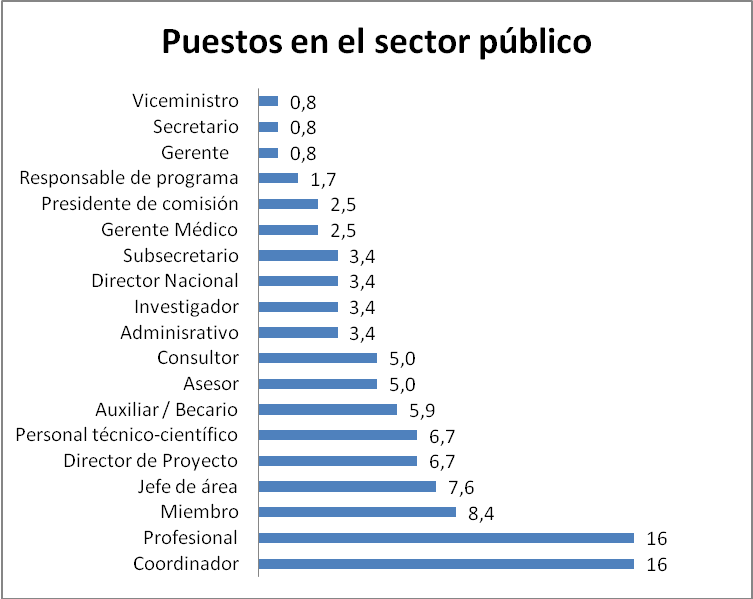 Puestos en el sector público
Viceministro 0,8
Secretario 0,8
Gerente 0,8
Responsable de programa 1,7
Presidente de comisión 2,5
Gerente Médico 2,5
Subsecretario 3,4
Director Nacional 3,4
Investigador 3,4
Adminisrativo 3,4
Consultor 5,0
Asesor 5,0
Auxiliar / Becario 5,9
Personal técnico-científico 6,7
Director de Proyecto 6,7
Jefe de área 7,6
Miembro 8,4
Profesional 16
Coordinador 16